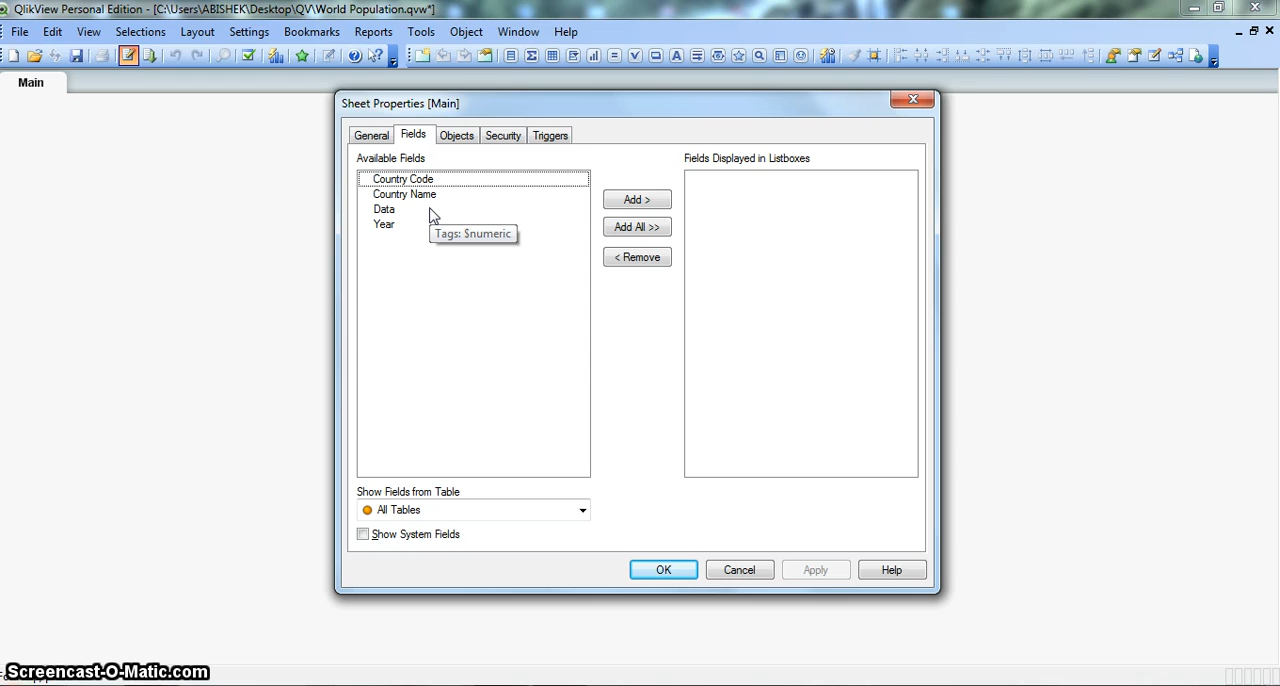 QlikView Personal Edition - [C:\Users\ABISHEK\Desktop\QV\World Population.qvw*]
File Edit View Selections Layout Settings Bookmarks Reports Tools Object Window Help
Main
Sheet Properties [Main]
General Fields Objects Security Triggers
Available Fields
Fields Displayed in Listboxes
Country Code
Country Name
Data
Year
Tags: $numeric
Add >
Add All >>
< Remove
Show Fields from Table
All Tables
Show System Fields
OK Cancel Apply Help
Screencast-O-Matic.com